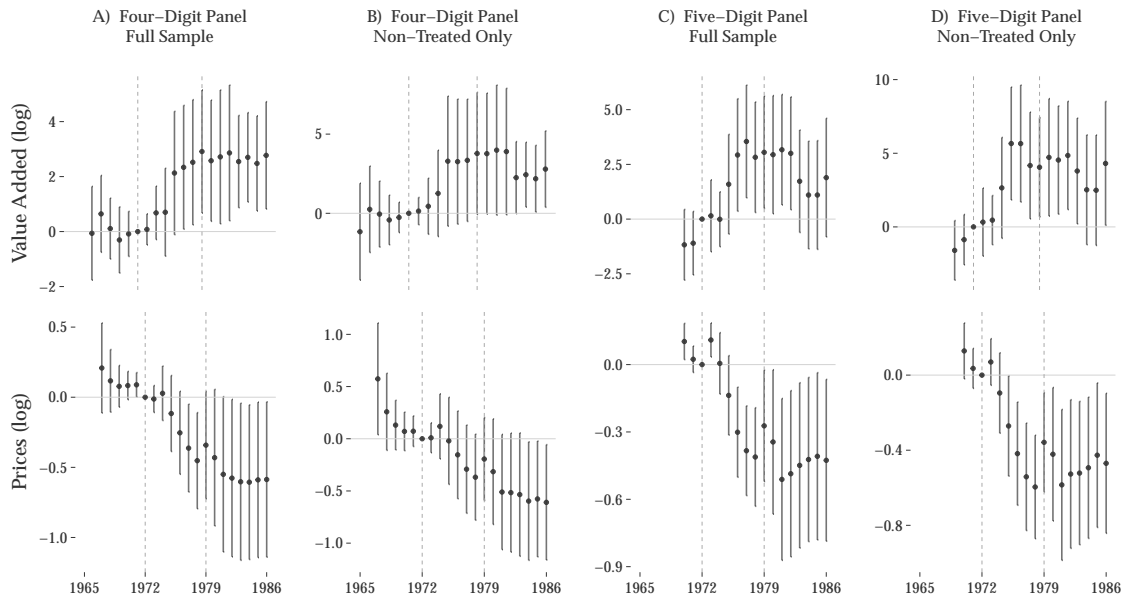 A) Four−Digit Panel
Full Sample
B) Four−Digit Panel
Non−Treated Only
C) Five−Digit Panel
Full Sample
D) Five−Digit Panel
Non−Treated Only
Value Added (log)
4
2
0
−2
5
0
5.0
2.5
0.0
−2.5
10
5
0
Prices (log)
0.5
0.0
−0.5
−1.0
1.0
0.5
0.0
−0.5
−1.0
0.0
−0.3
−0.6
−0.9
0.0
−0.4
−0.8
1965 1972 1979 1986
1965 1972 1979 1986
1965 1972 1979 1986
1965 1972 1979 1986